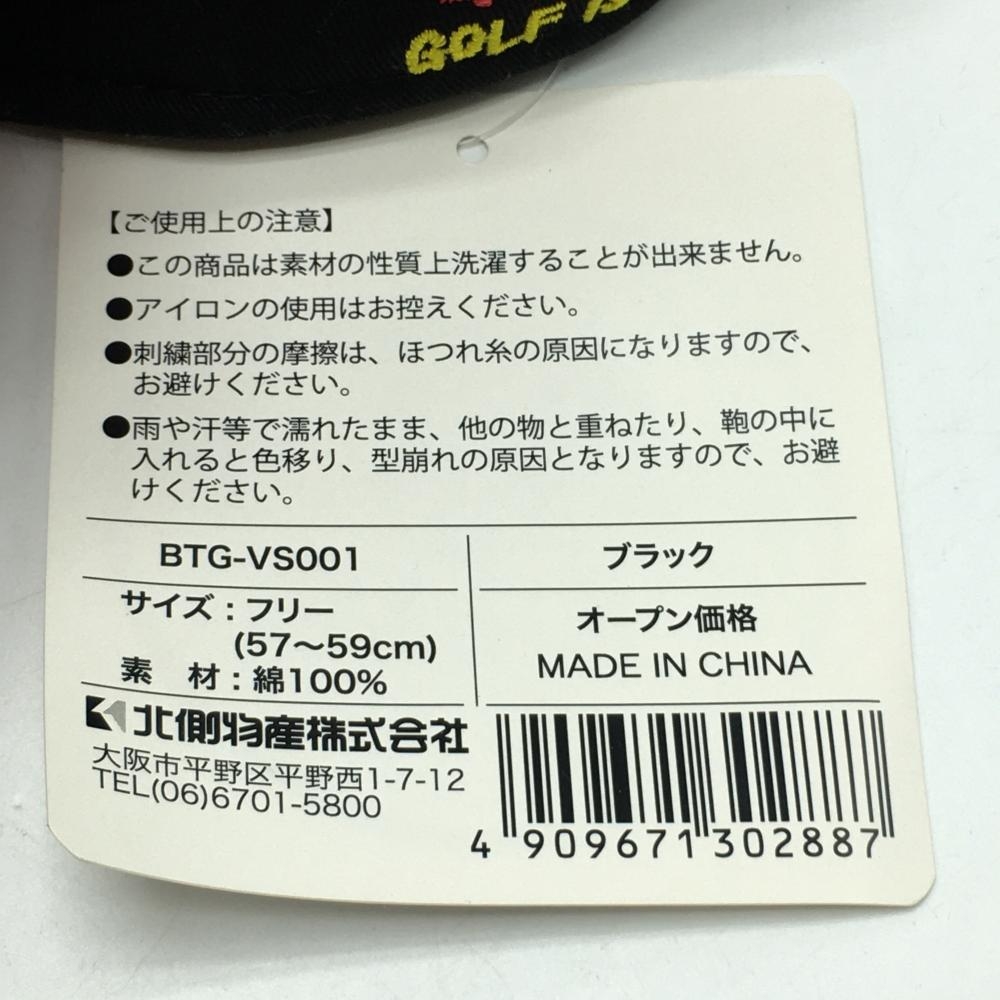 GOLF
【ご使用上の注意】
●この商品は素材の性質上洗濯することが出来ません。
●アイロンの使用はお控えください。
●刺繍部分の摩擦は、ほつれ糸の原因になりますので、
お避けください。
●雨や汗等で濡れたまま、他の物と重ねたり、鞄の中に
入れると色移り、型崩れの原因となりますので、お避
けください。
BTG-VS001
ブラック
サイズ：フリー
(57～59cm)
素　材：綿100%
オープン価格
MADE IN CHINA
北側物産株式会社
大阪市平野区平野西1-7-12
TEL(06)6701-5800
4 909671 302887